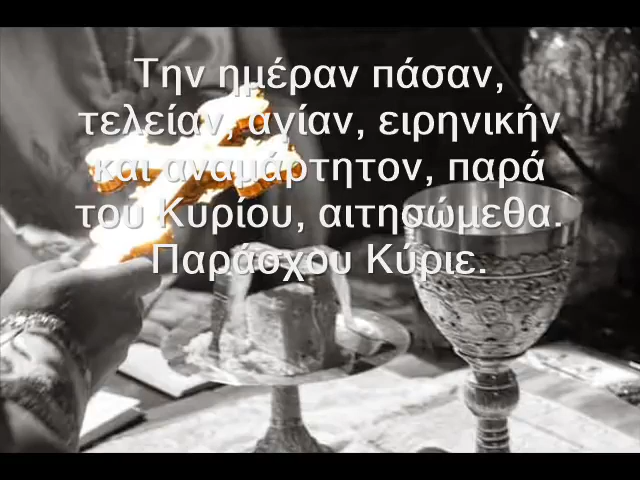 Την ημέραν πάσαν,
τελείαν, αγίαν, ειρηνικήν
και αναμάρτητον, παρά
του Κυρίου, αιτησώμεθα.
Παράσχου Κύριε.